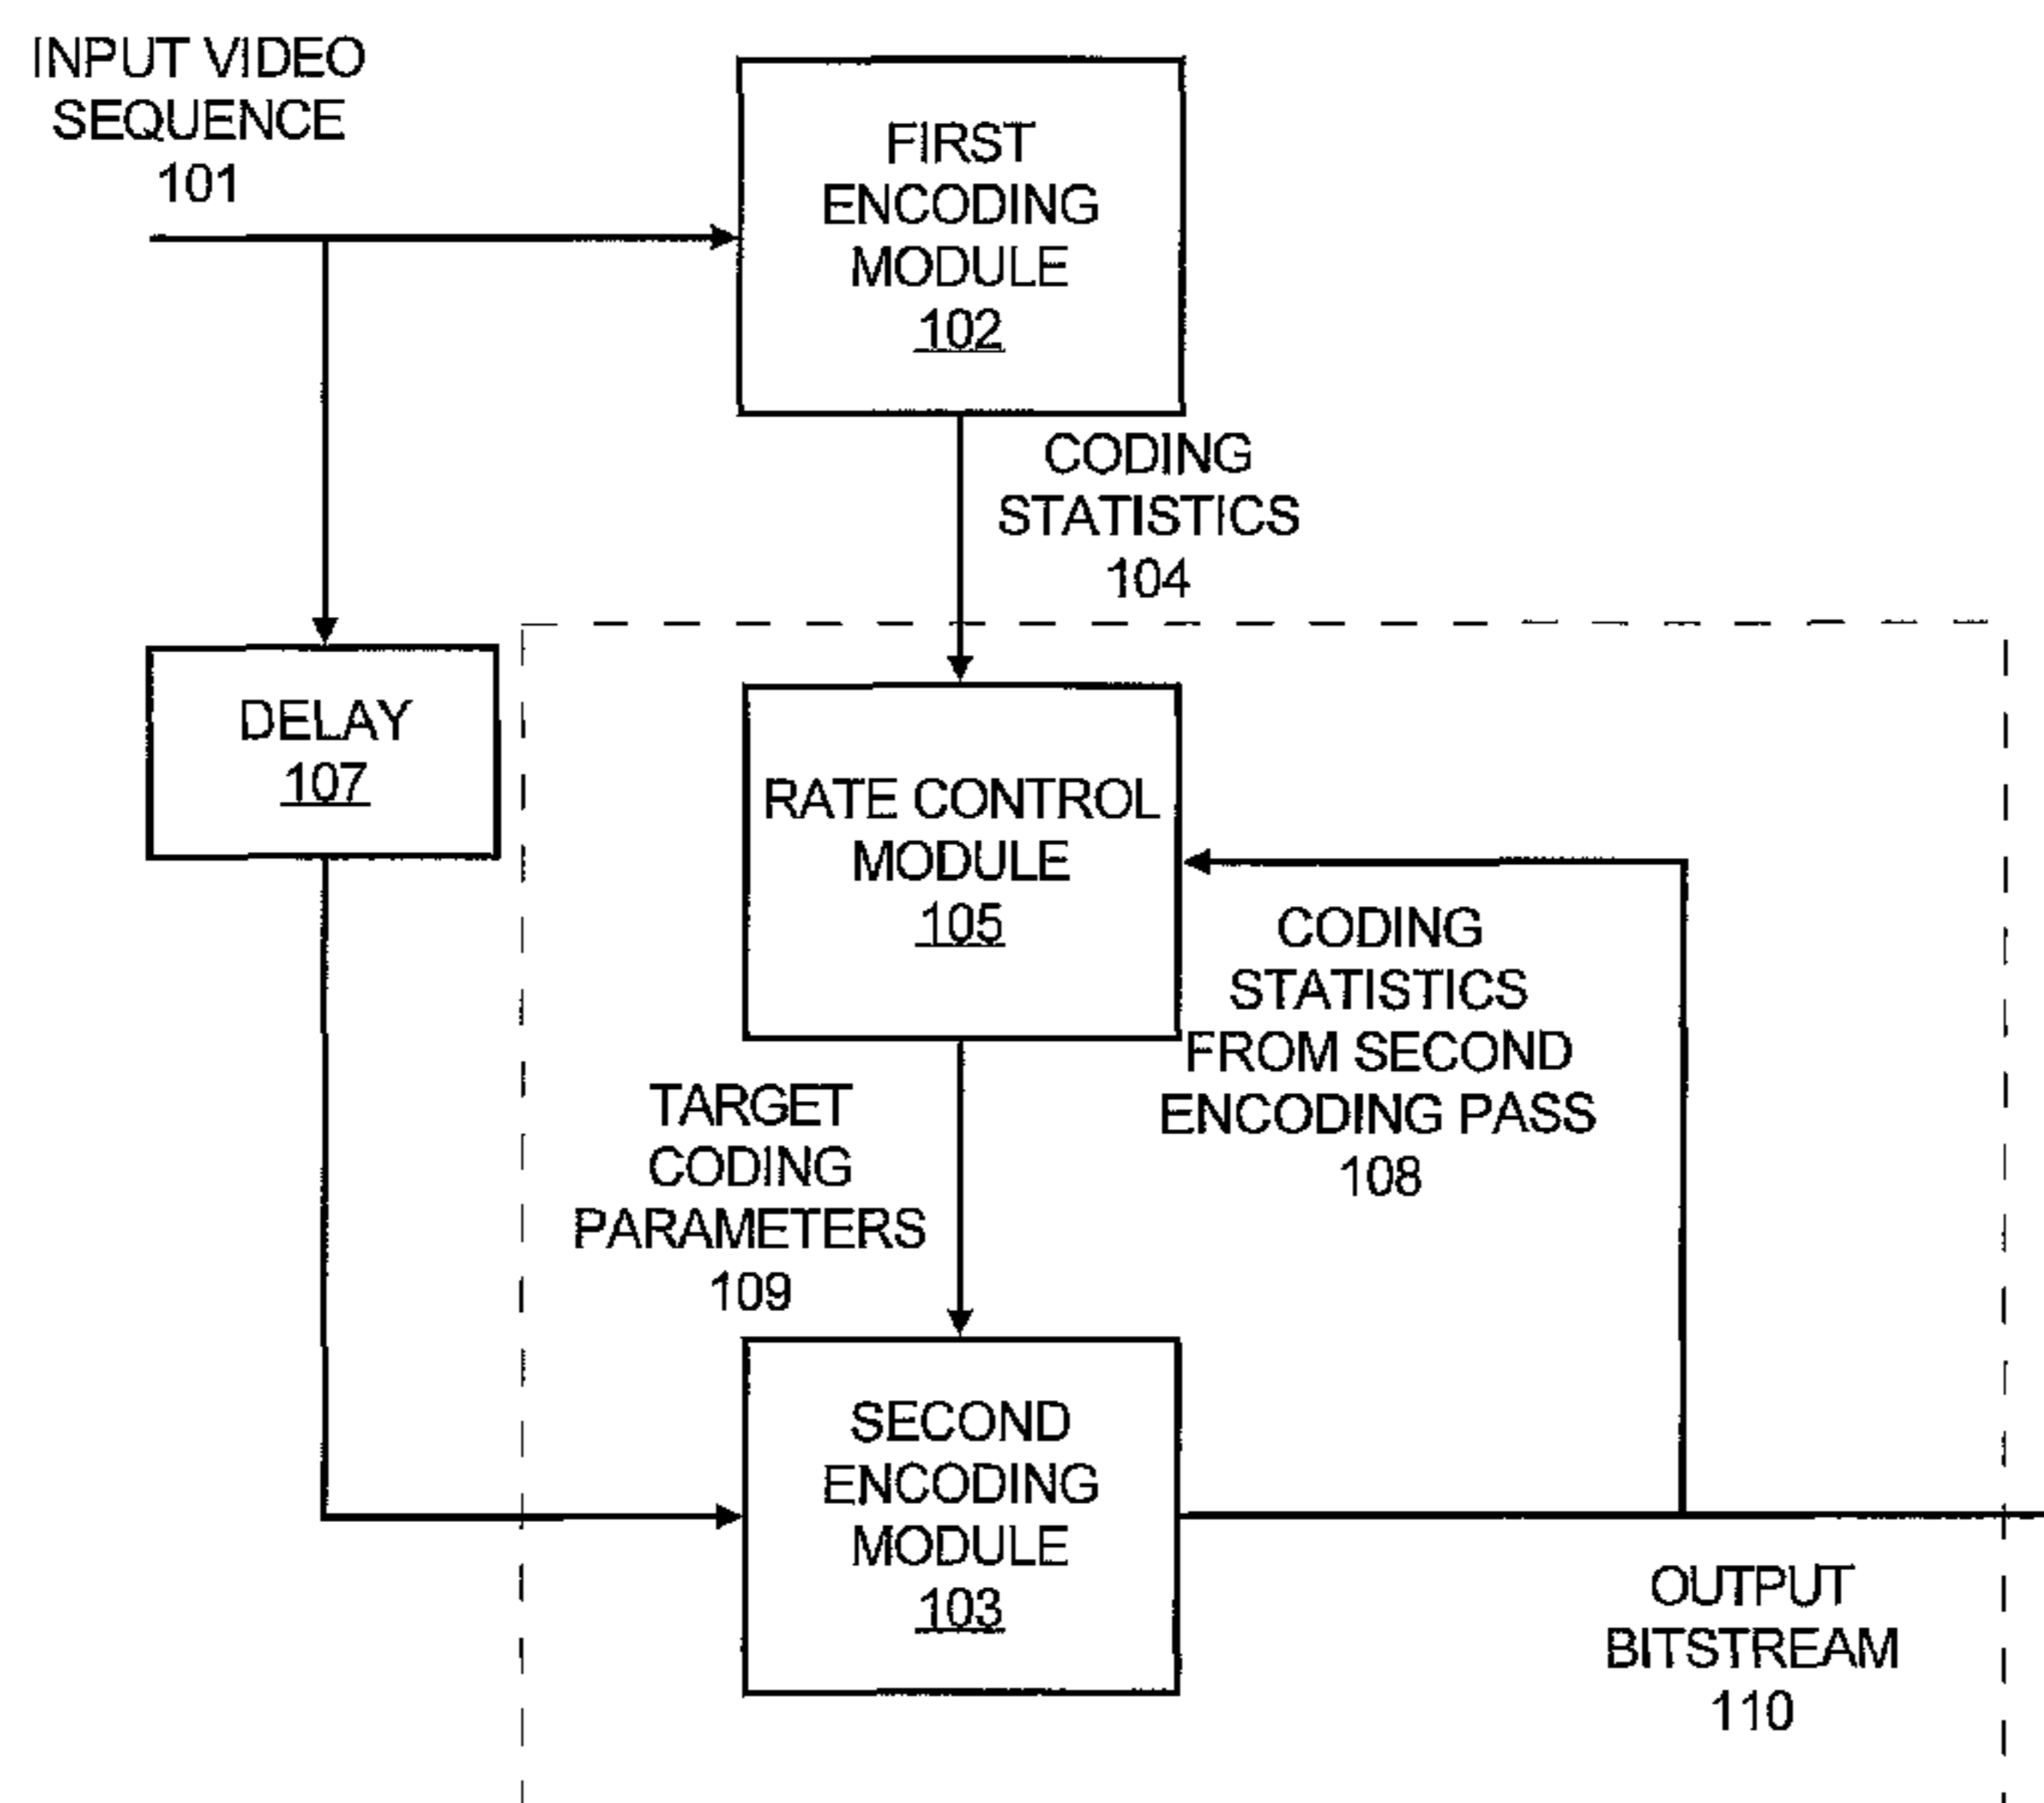 INPUT VIDEO
SEQUENCE
101
FIRST
ENCODING
MODULE
102
CODING
STATISTICS
104
DELAY
107
RATE CONTROL
MODULE
105
CODING
STATISTICS
FROM SECOND
ENCODING PASS
108
TARGET
CODING
PARAMETERS
109
SECOND
ENCODING
MODULE
103
OUTPUT
BITSTREAM
110